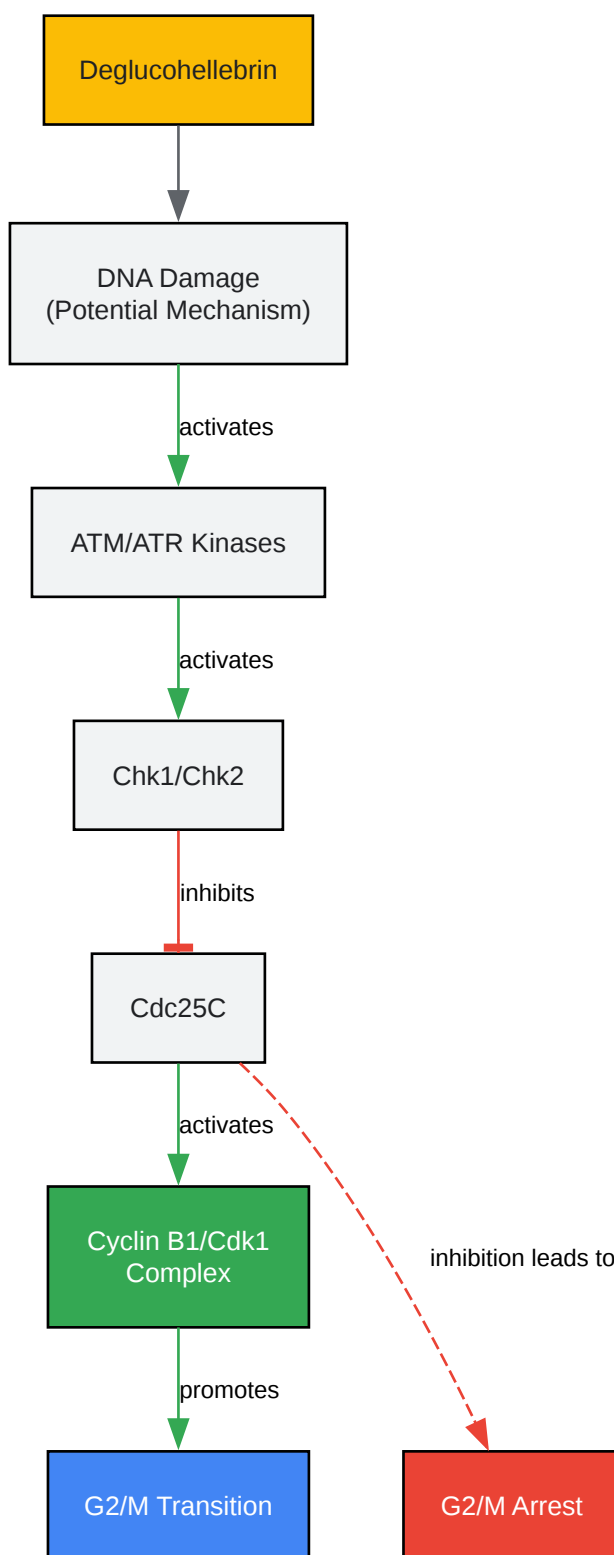 Deglucohellebrin
DNA Damage
(Potential Mechanism)
activates
ATM/ATR Kinases
activates
Chk1/Chk2
inhibits
Cdc25C
activates
Cyclin B1/Cdk1
Complex
inhibition leads to
promotes
G2/M Transition
G2/M Arrest